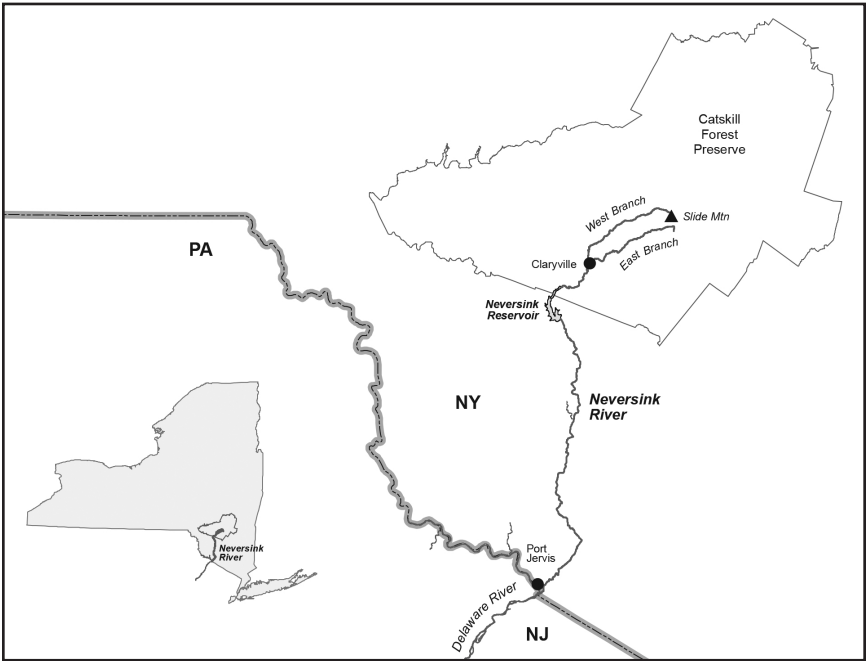 Catskill
Forest
Preserve
West Branch
Slide Mtn
East Branch
Claryville
PA
Neversink
Reservoir
NY
Neversink
River
Neversink
River
Port
Jervis
Delaware River
NJ